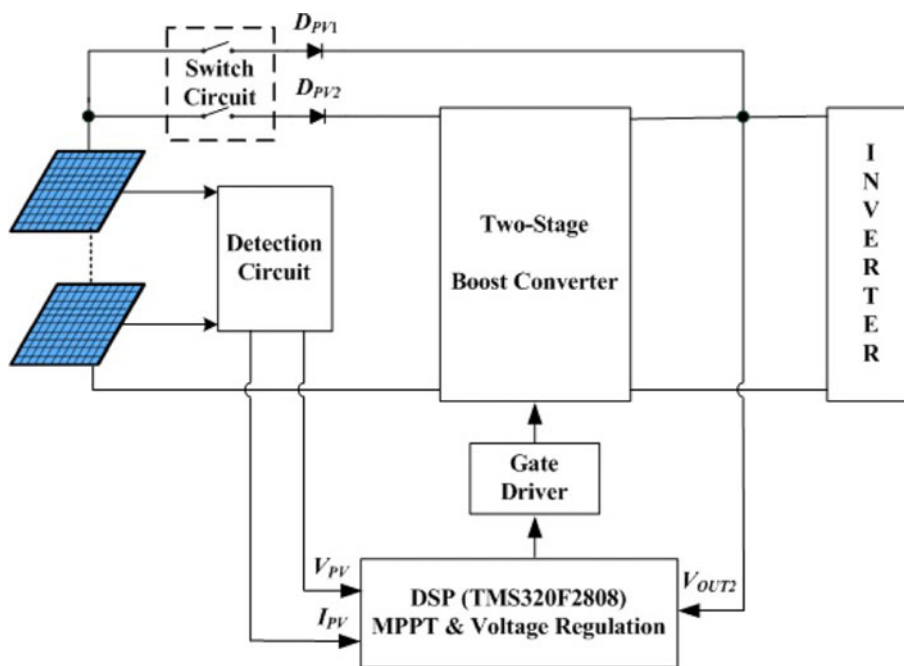 D_PV1
Switch
Circuit
D_PV2
Detection
Circuit
Two-Stage
Boost Converter
I
N
V
E
R
T
E
R
Gate
Driver
V_PV
I_PV
DSP (TMS320F2808)
MPPT & Voltage Regulation
V_OUT2